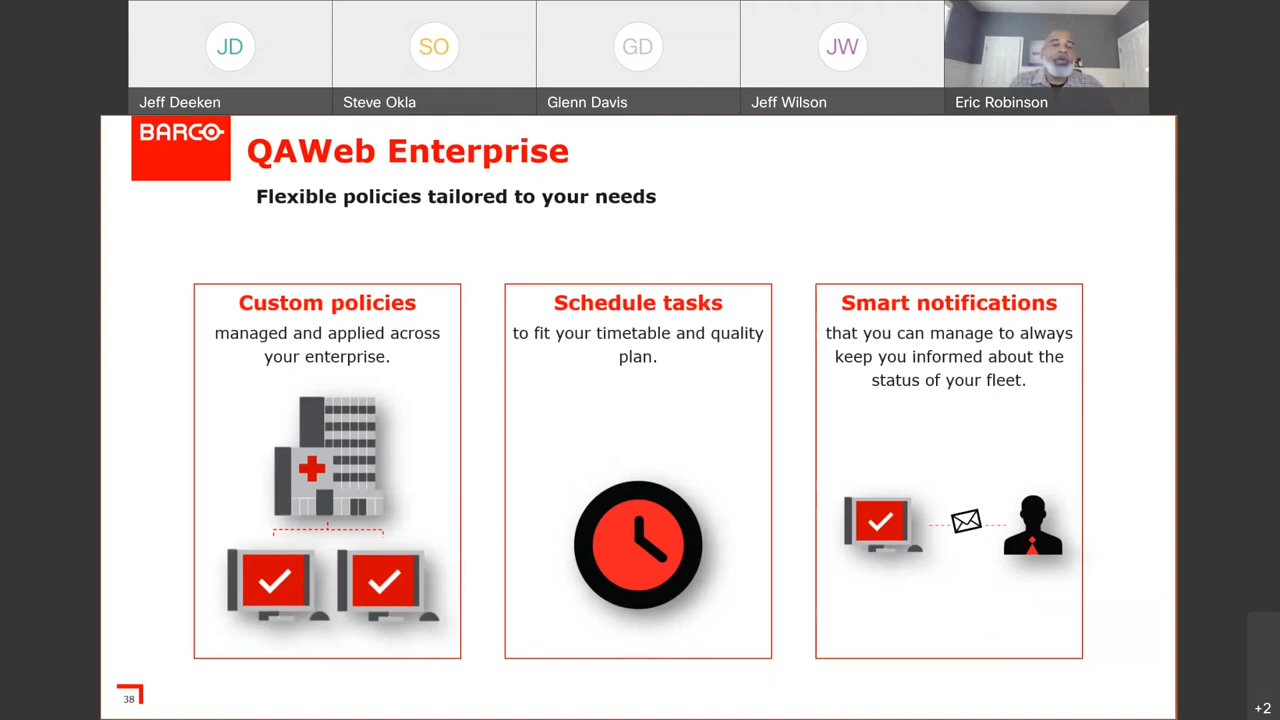 JD
SO
GD
JW
Jeff Deeken
Steve Okla
Glenn Davis
Jeff Wilson
Eric Robinson
BARCO
QAWeb Enterprise
Flexible policies tailored to your needs
Custom policies
managed and applied across
your enterprise.
Schedule tasks
to fit your timetable and quality
plan.
Smart notifications
that you can manage to always
keep you informed about the
status of your fleet.
38
+2